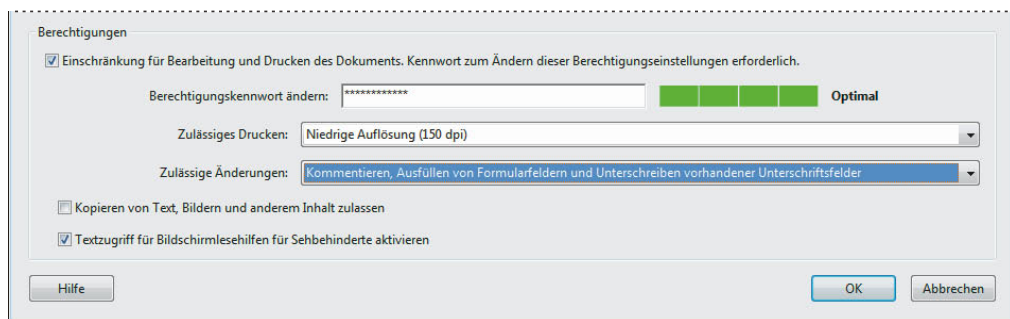 Berechtigungen
Einschränkung für Bearbeitung und Drucken des Dokuments. Kennwort zum Ändern dieser Berechtigungseinstellungen erforderlich.
Berechtigungskennwort ändern: ************ Optimal
Zulässiges Drucken: Niedrige Auflösung (150 dpi)
Zulässige Änderungen: Kommentieren, Ausfüllen von Formularfeldern und Unterschreiben vorhandener Unterschriftsfelder
Kopieren von Text, Bildern und anderem Inhalt zulassen
Textzugriff für Bildschirmlesehilfen für Sehbehinderte aktivieren
Hilfe OK Abbrechen